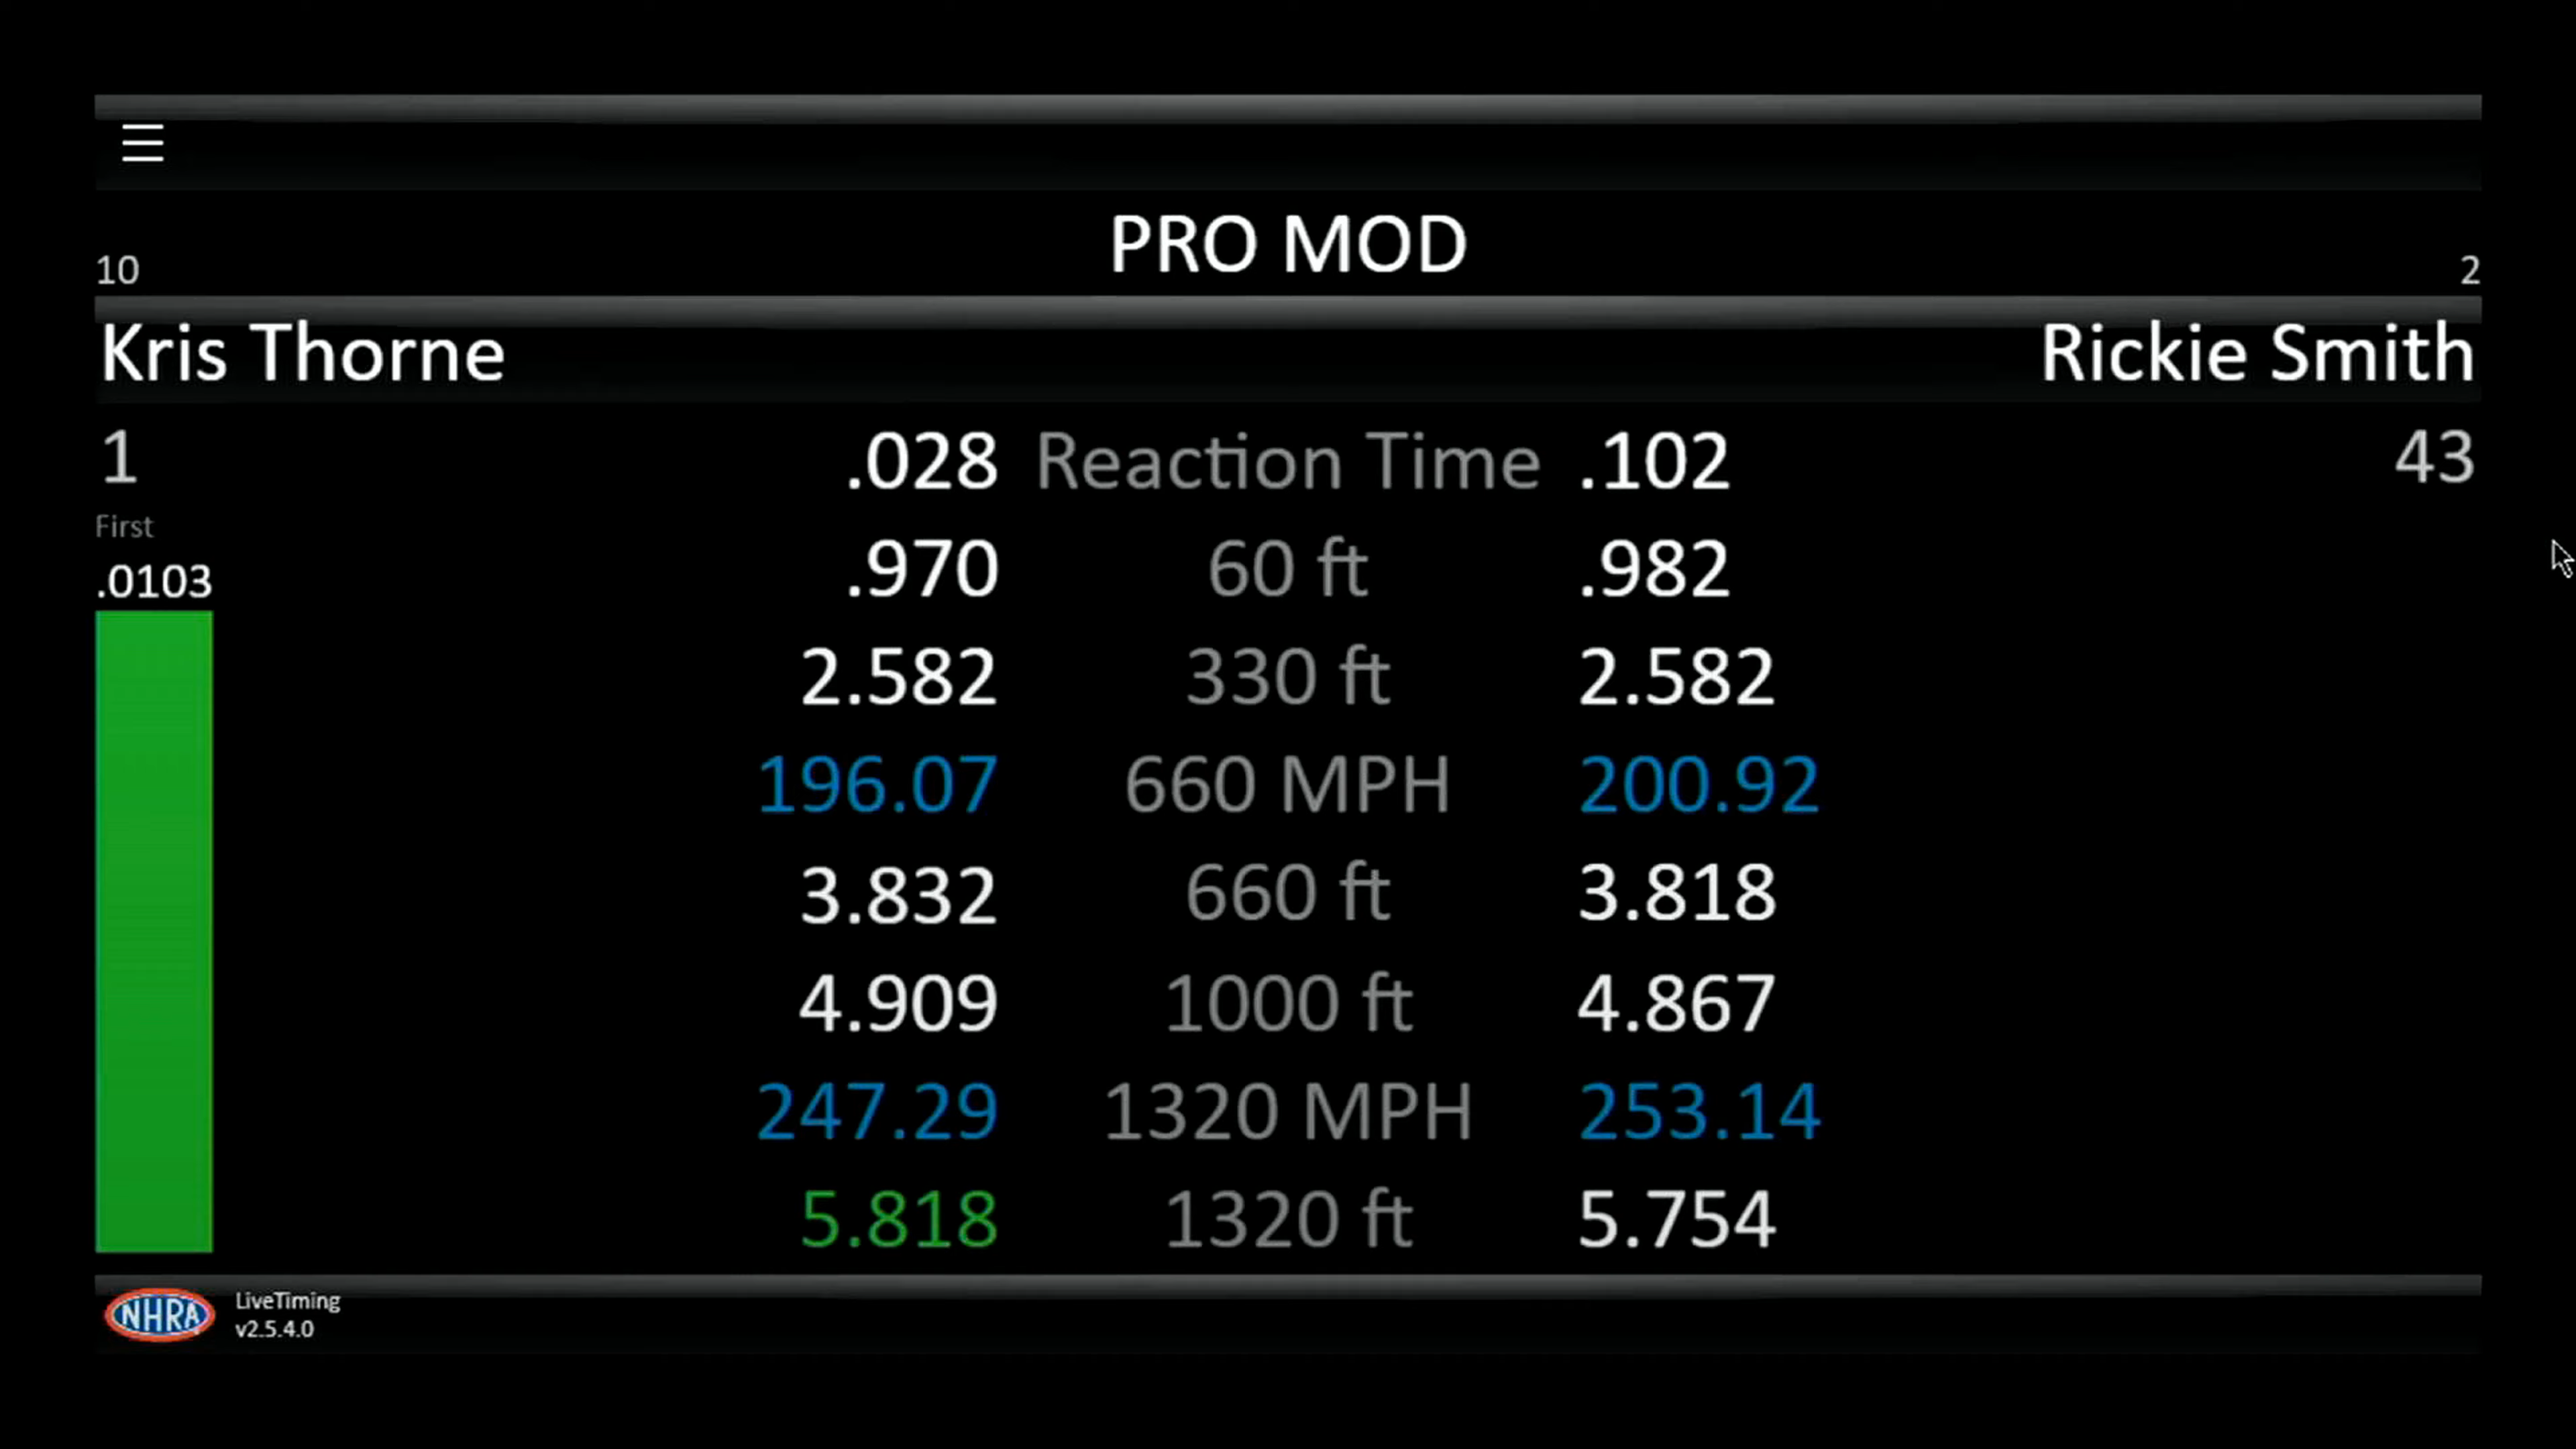 PRO MOD
10 2
Kris Thorne Rickie Smith
1 .028 Reaction Time .102 43
First
.0103 .970 60 ft .982
2.582 330 ft 2.582
196.07 660 MPH 200.92
3.832 660 ft 3.818
4.909 1000 ft 4.867
247.29 1320 MPH 253.14
5.818 1320 ft 5.754
NHRA LiveTiming
v2.5.4.0